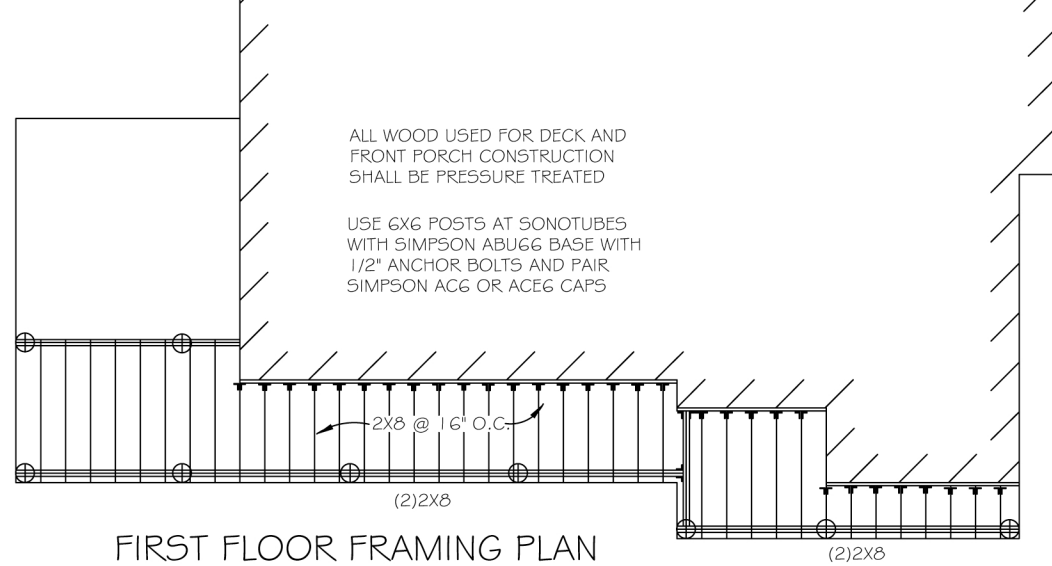 ALL WOOD USED FOR DECK AND
FRONT PORCH CONSTRUCTION
SHALL BE PRESSURE TREATED
USE 6X6 POSTS AT SONOTUBES
WITH SIMPSON ABU66 BASE WITH
1/2" ANCHOR BOLTS AND PAIR
SIMPSON AC6 OR ACE6 CAPS
2X8 @ 16" O.C.
(2)2X8
FIRST FLOOR FRAMING PLAN
(2)2X8